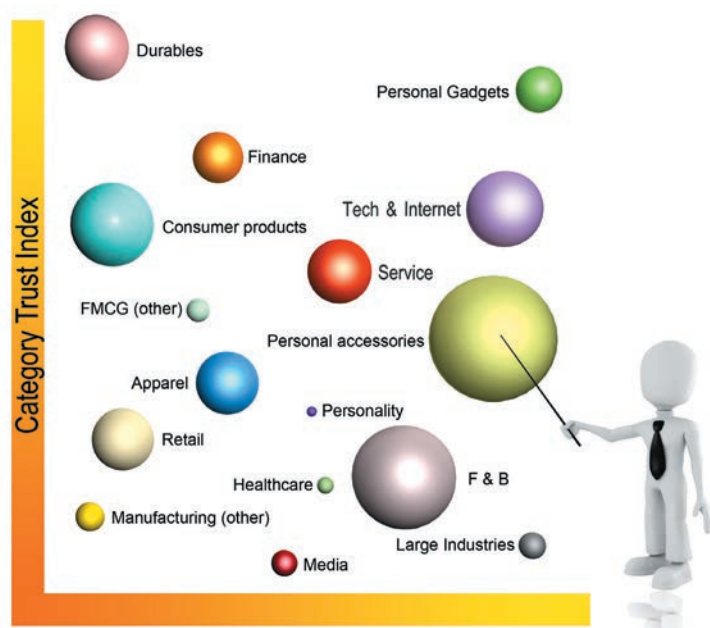 Durables
Personal Gadgets
Finance
Tech & Internet
Consumer products
Service
FMCG (other)
Personal accessories
Apparel
Personality
Retail
Healthcare
F & B
Manufacturing (other)
Large Industries
Media
Category Trust Index